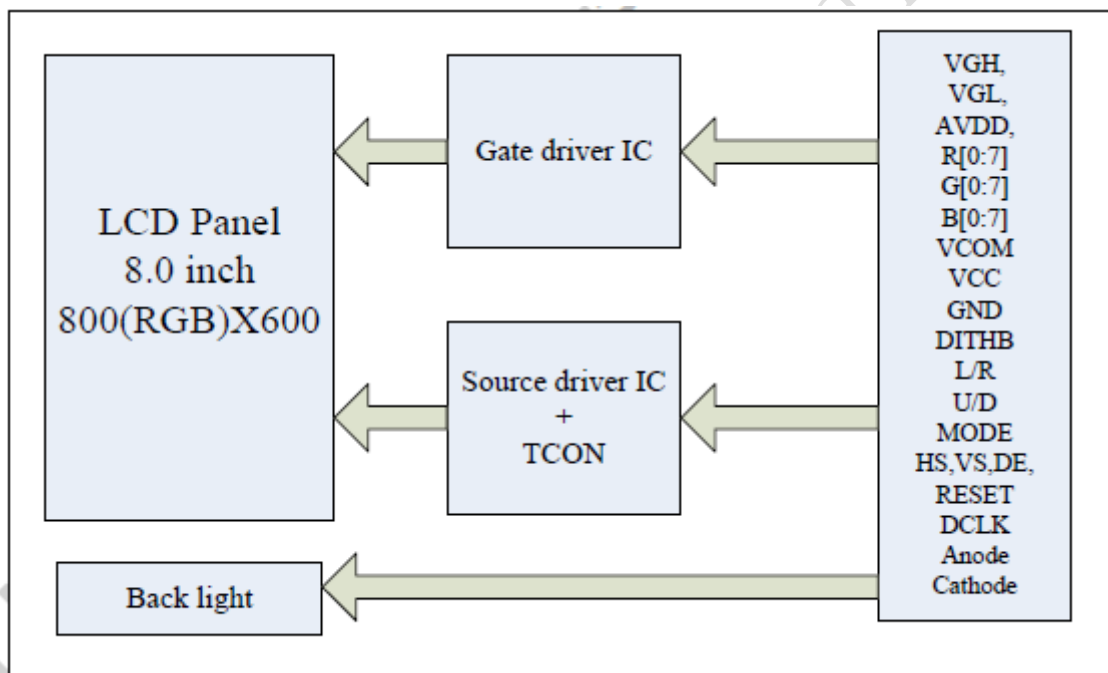 LCD Panel
8.0 inch
800(RGB)X600
Gate driver IC
Source driver IC
+
TCON
Back light
VGH,
VGL,
AVDD,
R[0:7]
G[0:7]
B[0:7]
VCOM
VCC
GND
DITHB
L/R
U/D
MODE
HS,VS,DE,
RESET
DCLK
Anode
Cathode